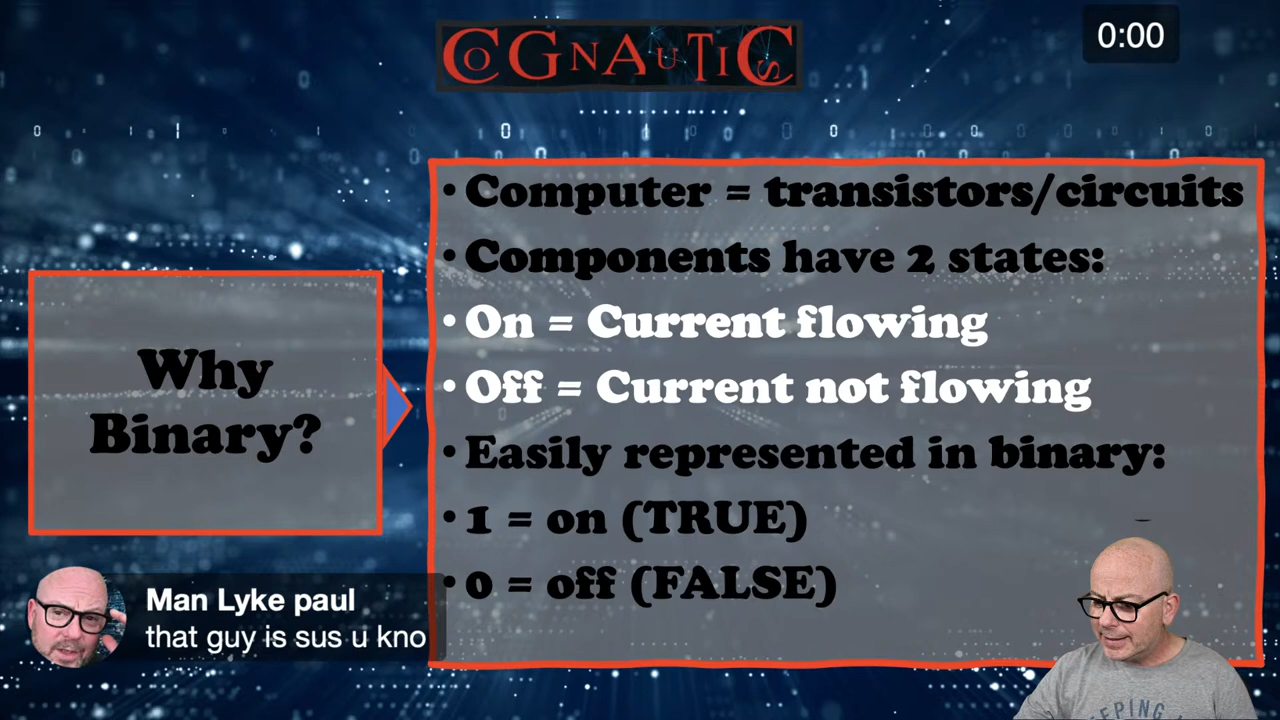 COGNAUTICS
0:00
• Computer = transistors/circuits
• Components have 2 states:
• On = Current flowing
• Off = Current not flowing
• Easily represented in binary:
• 1 = on (TRUE)
• 0 = off (FALSE)
Why
Binary?
Man Lyke paul
that guy is sus u kno
EEPING